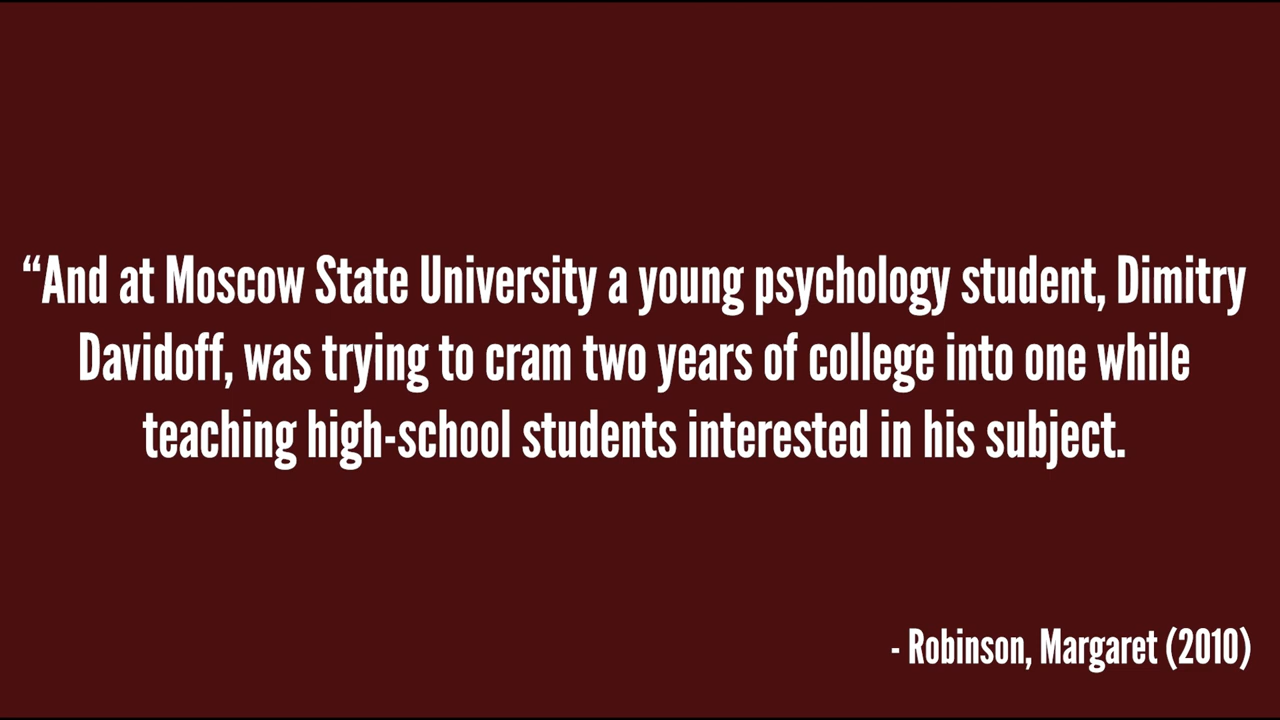 “And at Moscow State University a young psychology student, Dimitry
Davidoff, was trying to cram two years of college into one while
teaching high-school students interested in his subject.
- Robinson, Margaret (2010)